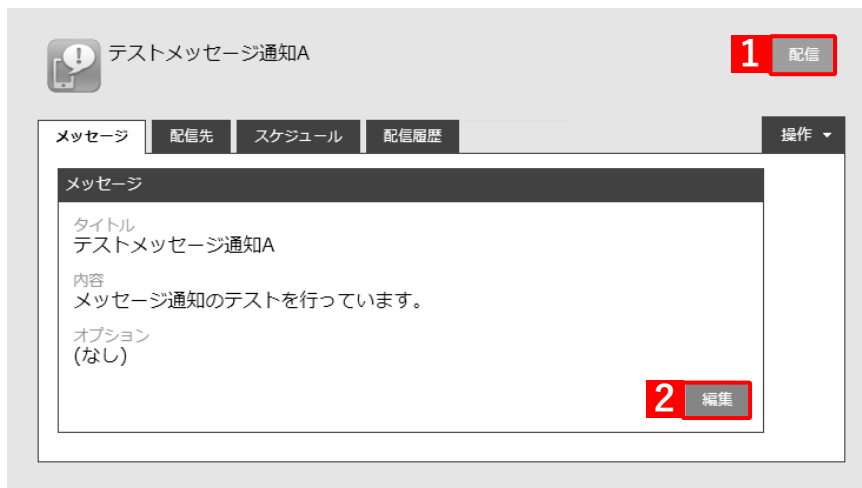 テストメッセージ通知A
1 配信
メッセージ 配信先 スケジュール 配信履歴 操作 ▼
メッセージ
タイトル
テストメッセージ通知A
内容
メッセージ通知のテストを行っています。
オプション
(なし)
2 編集